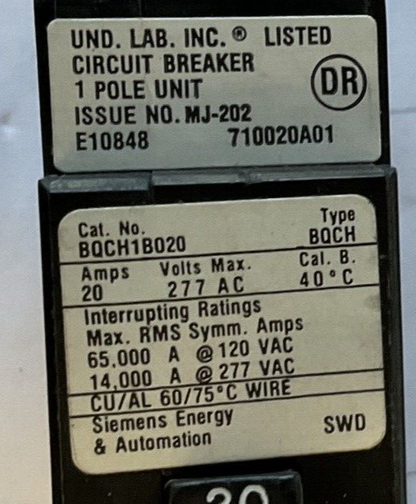 UND. LAB. INC.® LISTED
CIRCUIT BREAKER
1 POLE UNIT
DR
ISSUE NO. MJ-202
E10848 710020A01
Cat. No. Type
BQCH1B020 BQCH
Amps Volts Max. Cal. B.
20 277 AC 40°C
Interrupting Ratings
Max. RMS Symm. Amps
65,000 A @ 120 VAC
14,000 A @ 277 VAC
CU/AL 60/75°C WIRE
Siemens Energy
& Automation SWD
20